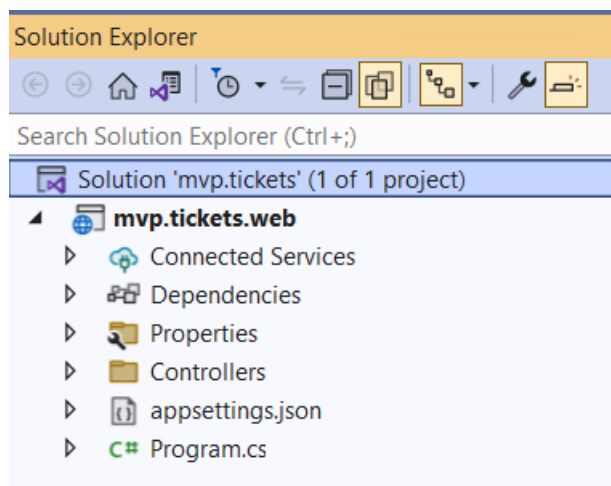 Solution Explorer
Search Solution Explorer (Ctrl+;)
Solution 'mvp.tickets' (1 of 1 project)
mvp.tickets.web
Connected Services
Dependencies
Properties
Controllers
appsettings.json
C# Program.cs